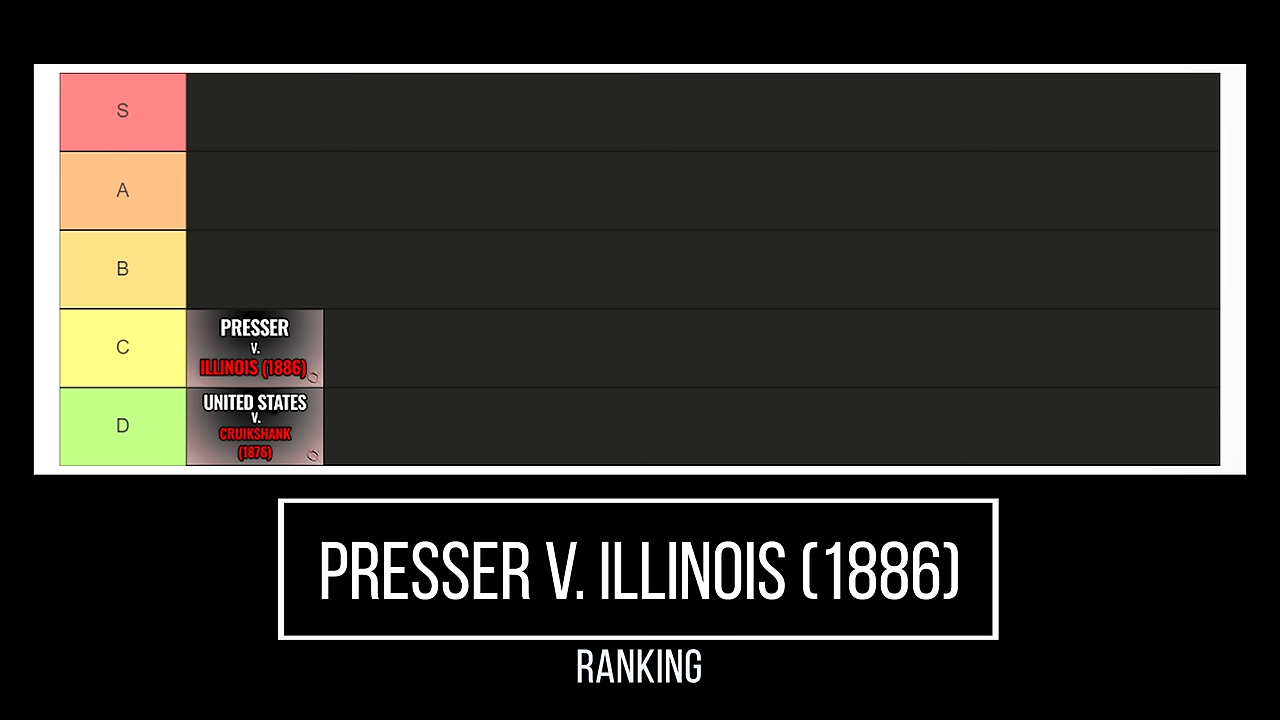 S
A
B
C
PRESSER
V.
ILLINOIS (1886)
D
UNITED STATES
V.
CRUIKSHANK
(1876)
PRESSER V. ILLINOIS (1886)
RANKING